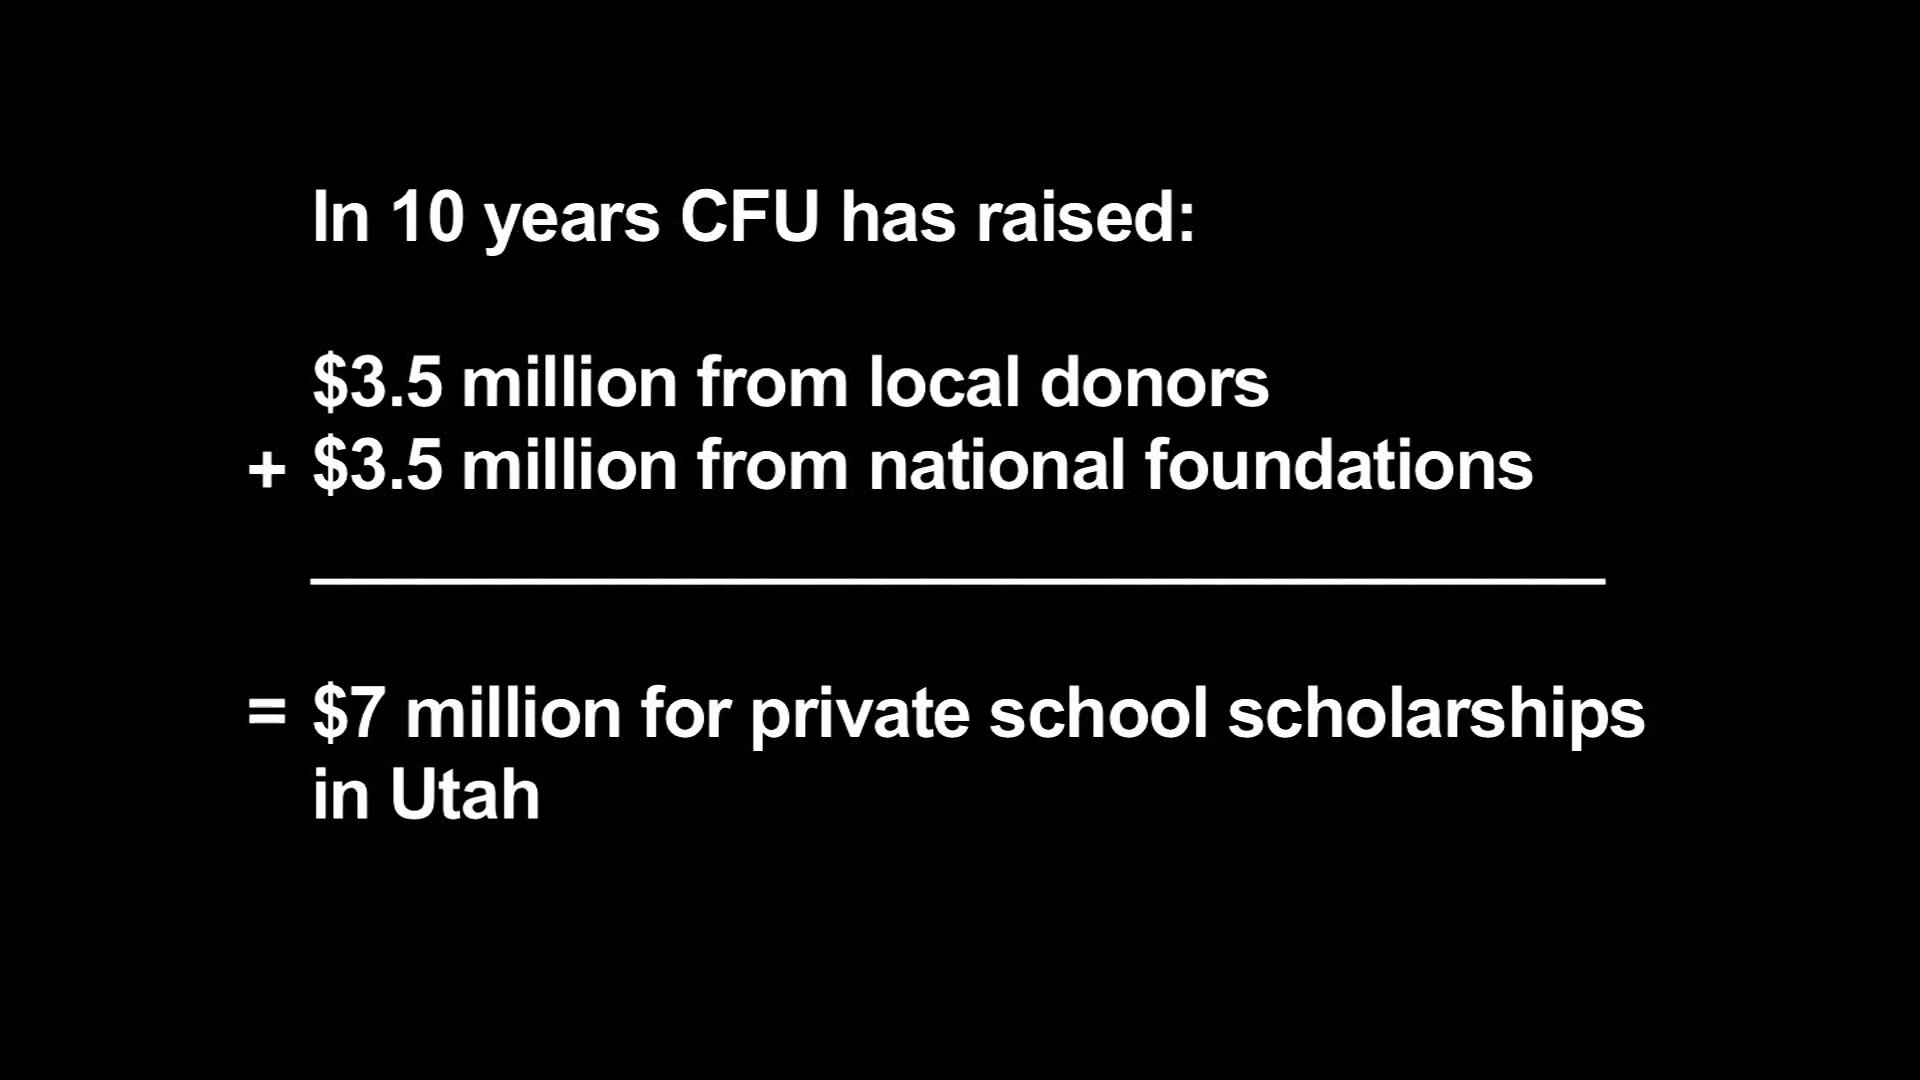 In 10 years CFU has raised:
$3.5 million from local donors
+ $3.5 million from national foundations
= $7 million for private school scholarships
in Utah